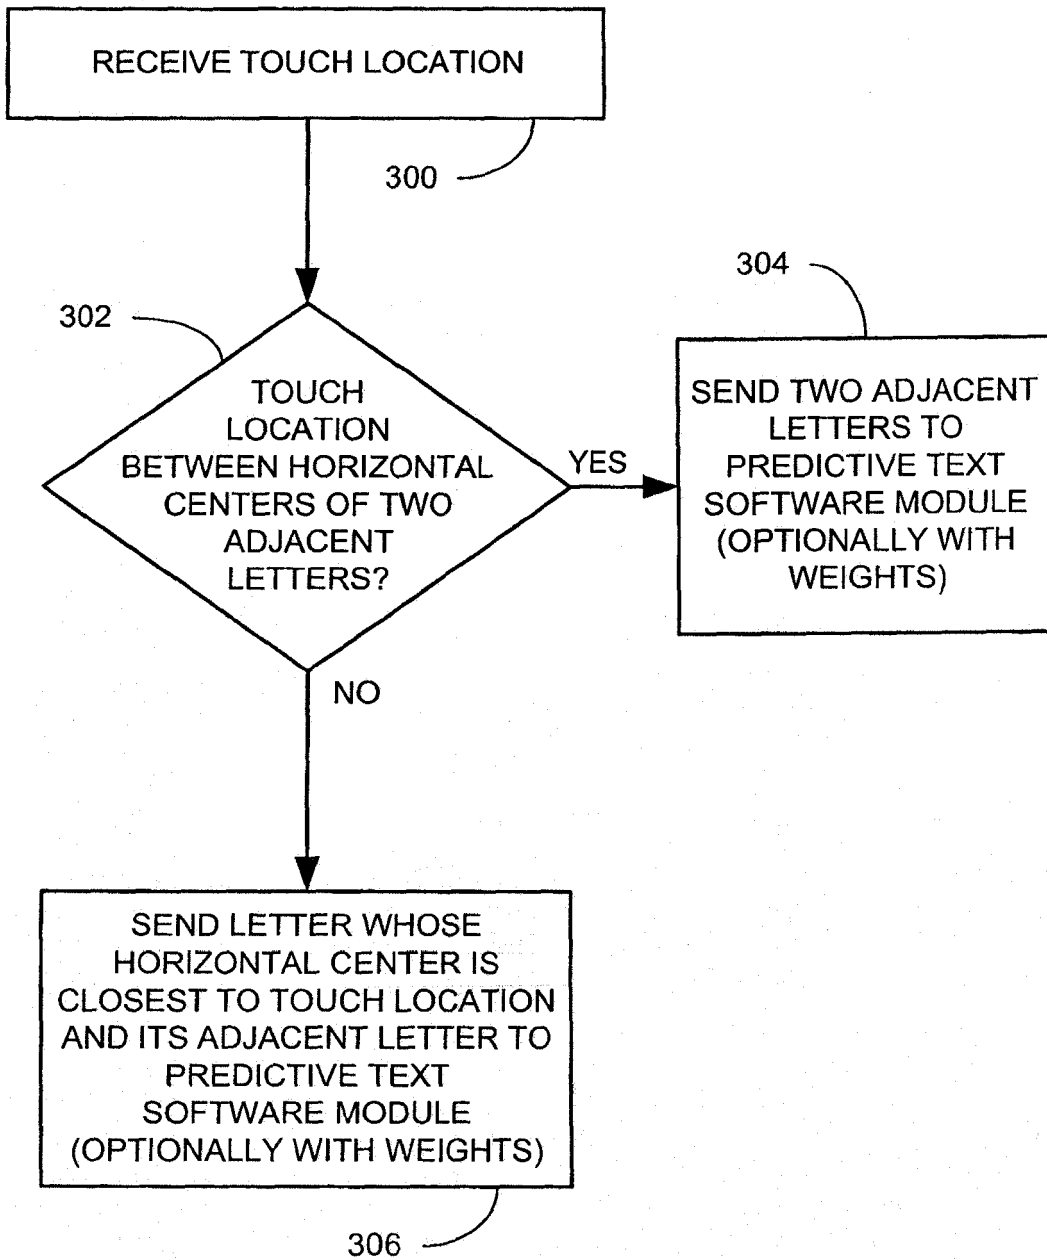 RECEIVE TOUCH LOCATION
300
302
TOUCH
LOCATION
BETWEEN HORIZONTAL
CENTERS OF TWO
ADJACENT
LETTERS?
YES
304
SEND TWO ADJACENT
LETTERS TO
PREDICTIVE TEXT
SOFTWARE MODULE
(OPTIONALLY WITH
WEIGHTS)
NO
SEND LETTER WHOSE
HORIZONTAL CENTER IS
CLOSEST TO TOUCH LOCATION
AND ITS ADJACENT LETTER TO
PREDICTIVE TEXT
SOFTWARE MODULE
(OPTIONALLY WITH WEIGHTS)
306